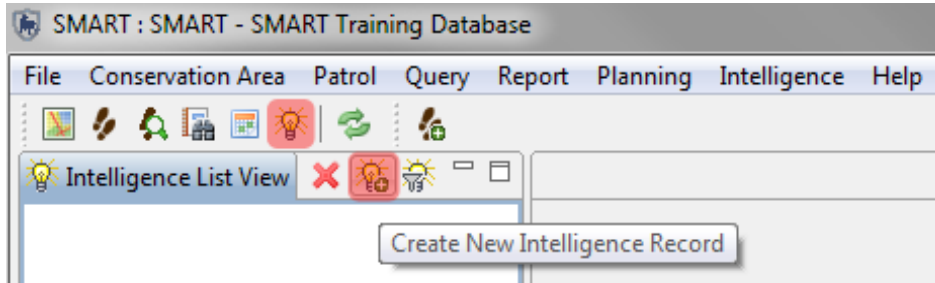 SMART : SMART - SMART Training Database
File Conservation Area Patrol Query Report Planning Intelligence Help
Intelligence List View
Create New Intelligence Record